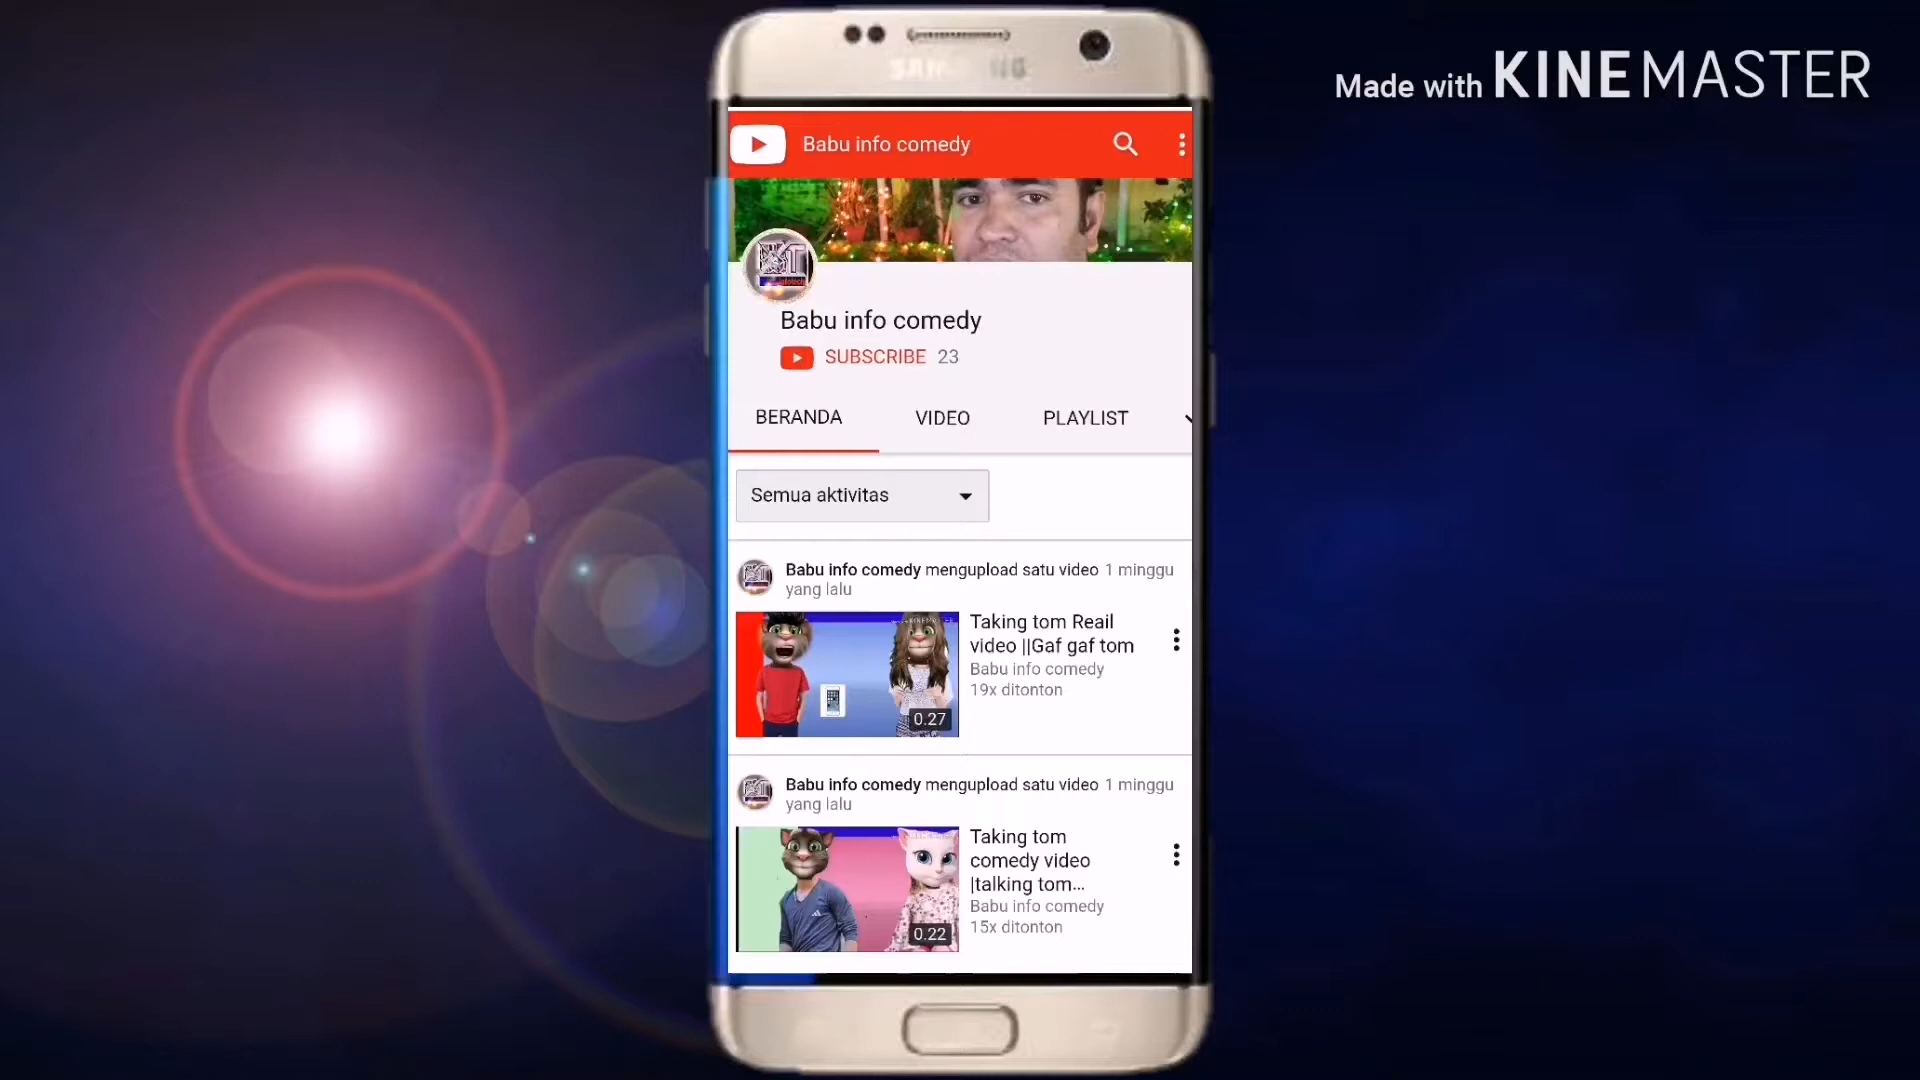 Made with KINEMASTER
SAMSUNG
Babu info comedy
Babu info comedy
SUBSCRIBE 23
BERANDA VIDEO PLAYLIST
Semua aktivitas
Babu info comedy mengupload satu video 1 minggu
yang lalu
Taking tom Reail
video ||Gaf gaf tom
Babu info comedy
19x ditonton
0.27
Babu info comedy mengupload satu video 1 minggu
yang lalu
Taking tom
comedy video
|talking tom...
Babu info comedy
15x ditonton
0.22